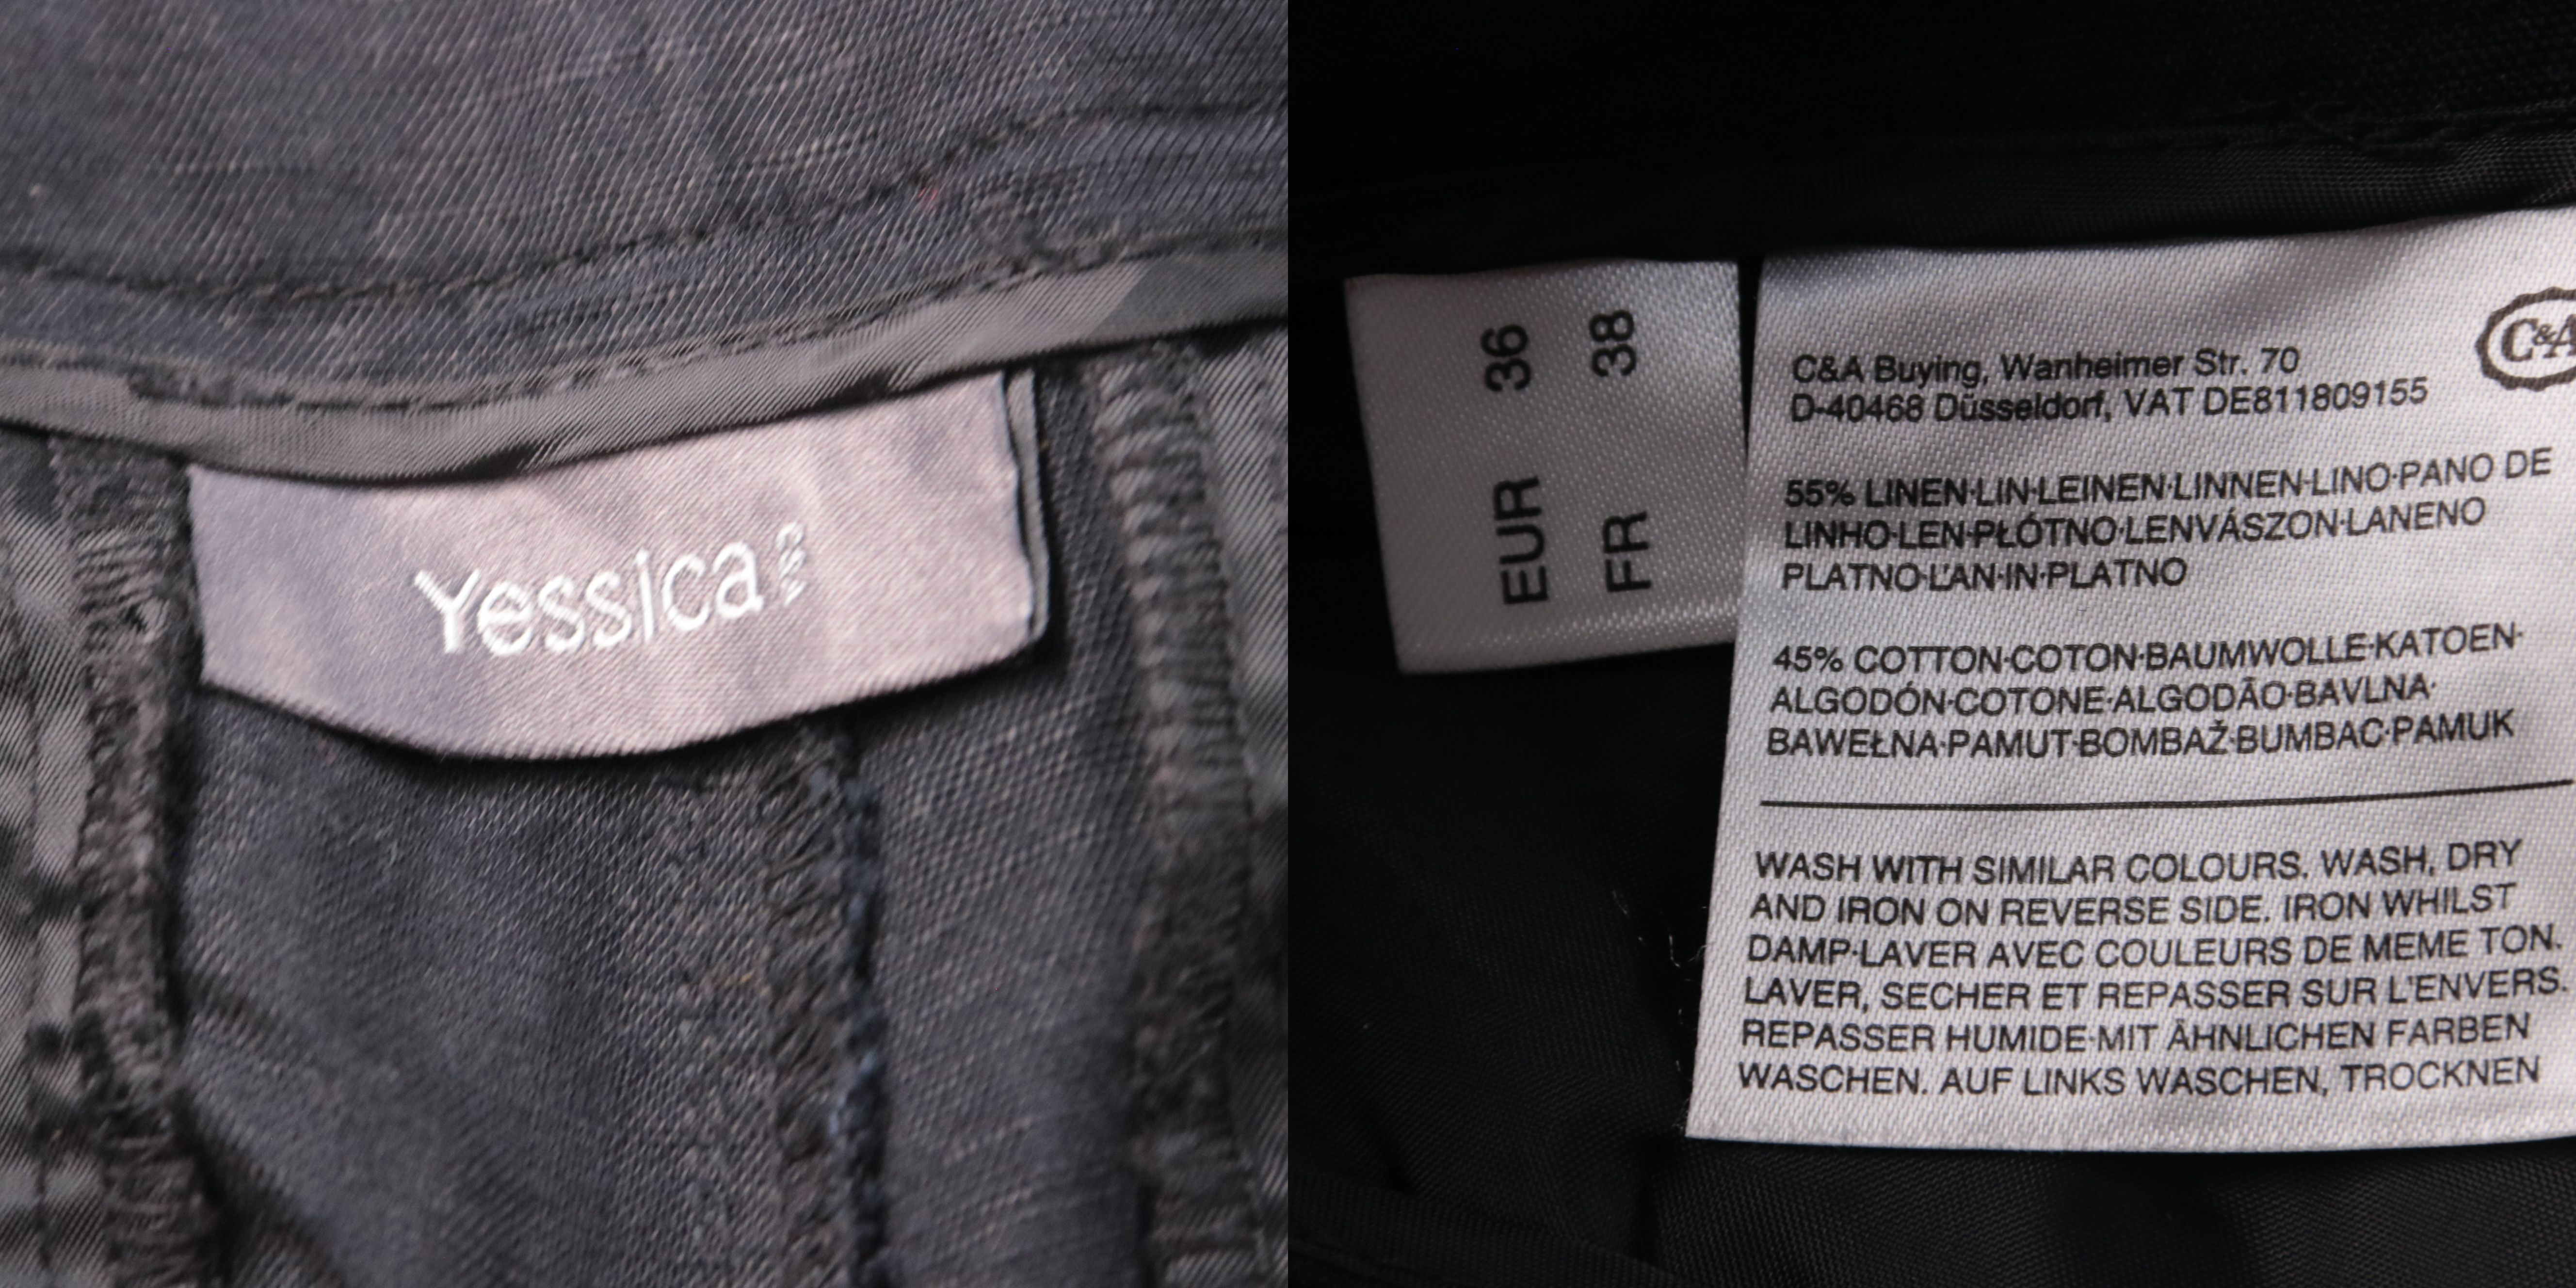 Yessica
C&A
EUR 36
FR 38
C&A
C&A Buying, Wanheimer Str. 70
D-40468 Düsseldorf, VAT DE811809155
55% LINEN·LIN·LEINEN·LINNEN·LINO·PANO DE
LINHO·LEN·PŁÓTNO·LENVÁSZON·LANENO
PLATNO·ĽAN·IN·PLATNO
45% COTTON·COTON·BAUMWOLLE·KATOEN·
ALGODÓN·COTONE·ALGODÃO·BAVLNA·
BAWEŁNA·PAMUT·BOMBAŽ·BUMBAC·PAMUK
WASH WITH SIMILAR COLOURS. WASH, DRY
AND IRON ON REVERSE SIDE. IRON WHILST
DAMP·LAVER AVEC COULEURS DE MEME TON.
LAVER, SECHER ET REPASSER SUR L'ENVERS.
REPASSER HUMIDE·MIT ÄHNLICHEN FARBEN
WASCHEN. AUF LINKS WASCHEN, TROCKNEN